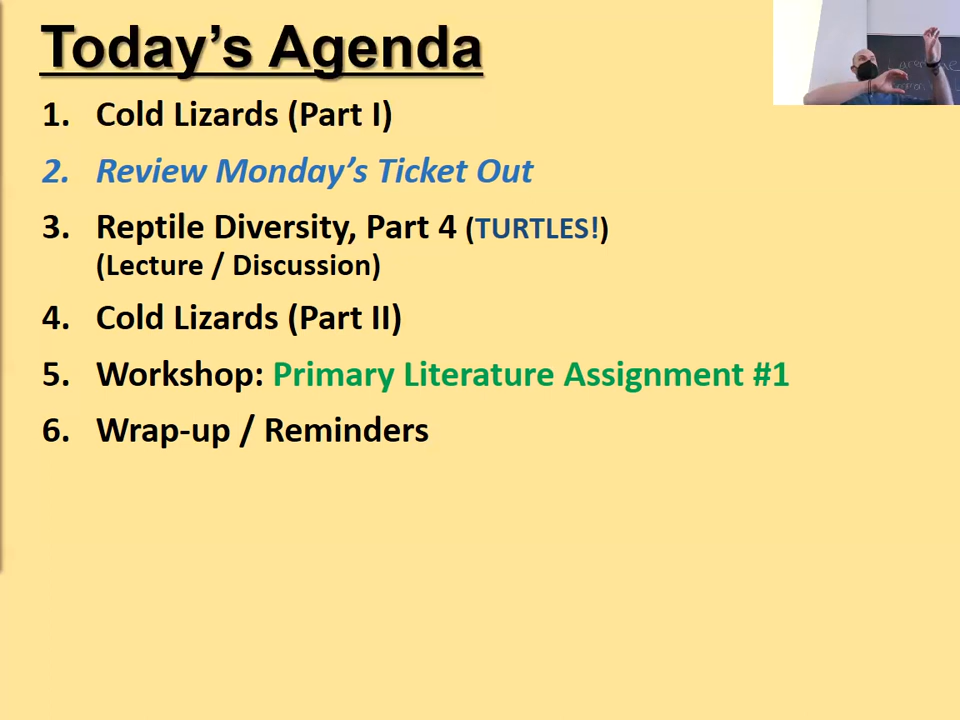 Today’s Agenda
1. Cold Lizards (Part I)
2. Review Monday’s Ticket Out
3. Reptile Diversity, Part 4 (TURTLES!)
(Lecture / Discussion)
4. Cold Lizards (Part II)
5. Workshop: Primary Literature Assignment #1
6. Wrap-up / Reminders